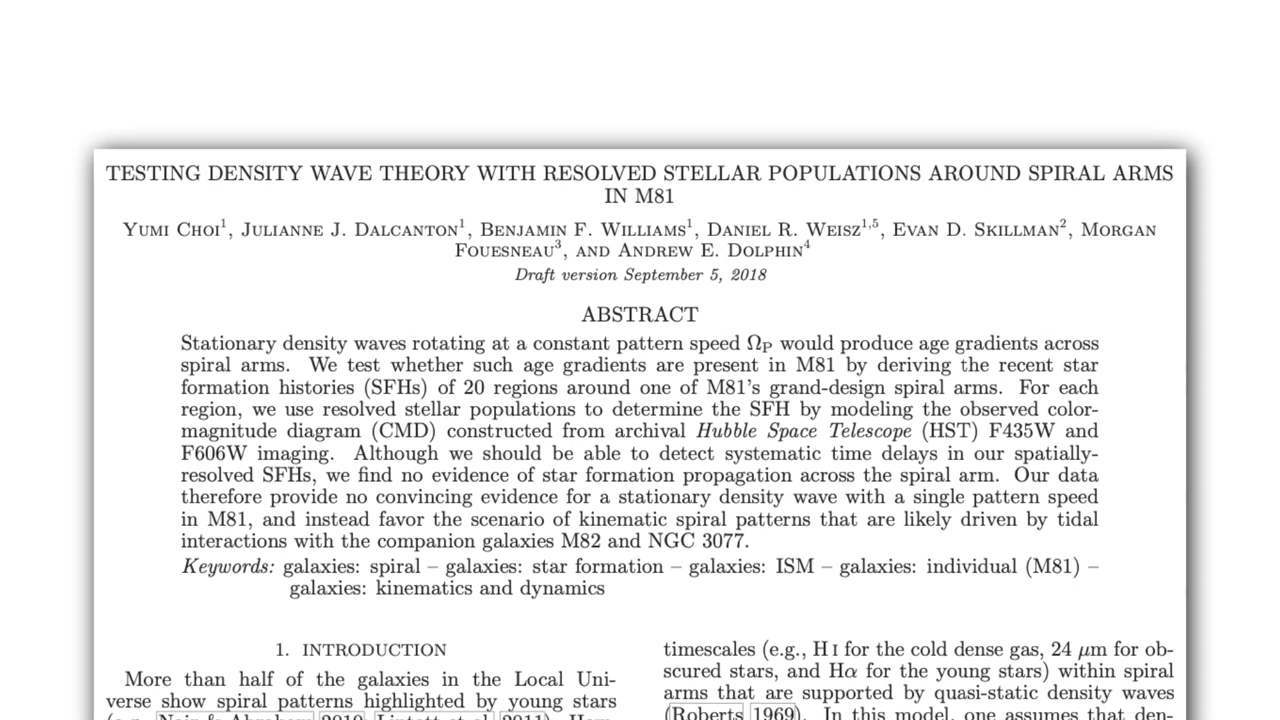 TESTING DENSITY WAVE THEORY WITH RESOLVED STELLAR POPULATIONS AROUND SPIRAL ARMS
IN M81
Yumi Choi¹, Julianne J. Dalcanton¹, Benjamin F. Williams¹, Daniel R. Weisz¹,⁵, Evan D. Skillman², Morgan
Fouesneau³, and Andrew E. Dolphin⁴
Draft version September 5, 2018
ABSTRACT
Stationary density waves rotating at a constant pattern speed Ω_P would produce age gradients across
spiral arms. We test whether such age gradients are present in M81 by deriving the recent star
formation histories (SFHs) of 20 regions around one of M81's grand-design spiral arms. For each
region, we use resolved stellar populations to determine the SFH by modeling the observed color-
magnitude diagram (CMD) constructed from archival Hubble Space Telescope (HST) F435W and
F606W imaging. Although we should be able to detect systematic time delays in our spatially-
resolved SFHs, we find no evidence of star formation propagation across the spiral arm. Our data
therefore provide no convincing evidence for a stationary density wave with a single pattern speed
in M81, and instead favor the scenario of kinematic spiral patterns that are likely driven by tidal
interactions with the companion galaxies M82 and NGC 3077.
Keywords: galaxies: spiral – galaxies: star formation – galaxies: ISM – galaxies: individual (M81) –
galaxies: kinematics and dynamics
1. INTRODUCTION
More than half of the galaxies in the Local Uni-
verse show spiral patterns highlighted by young stars
timescales (e.g., H I for the cold dense gas, 24 μm for ob-
scured stars, and Hα for the young stars) within spiral
arms that are supported by quasi-static density waves
(Roberts 1969). In this model, one assumes that den-